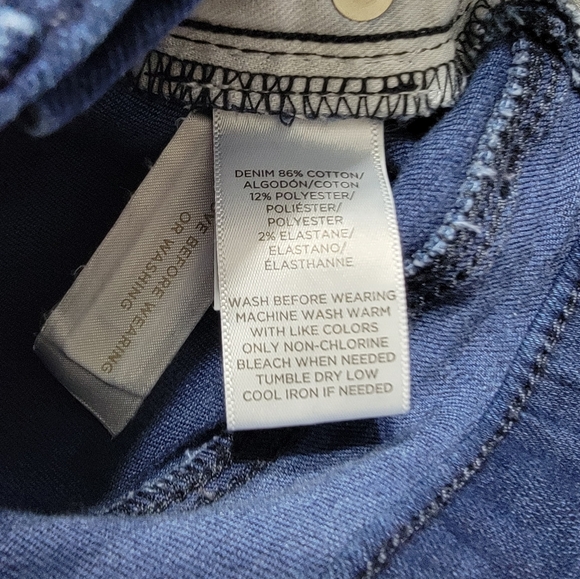 DENIM 86% COTTON/
ALGODÓN/COTON
12% POLYESTER/
POLIÉSTER/
POLYESTER
2% ELASTANE/
ELASTANO/
ÉLASTHANNE
WASH BEFORE WEARING
MACHINE WASH WARM
WITH LIKE COLORS
ONLY NON-CHLORINE
BLEACH WHEN NEEDED
TUMBLE DRY LOW
COOL IRON IF NEEDED
BEFORE WEARING
OR WASHING